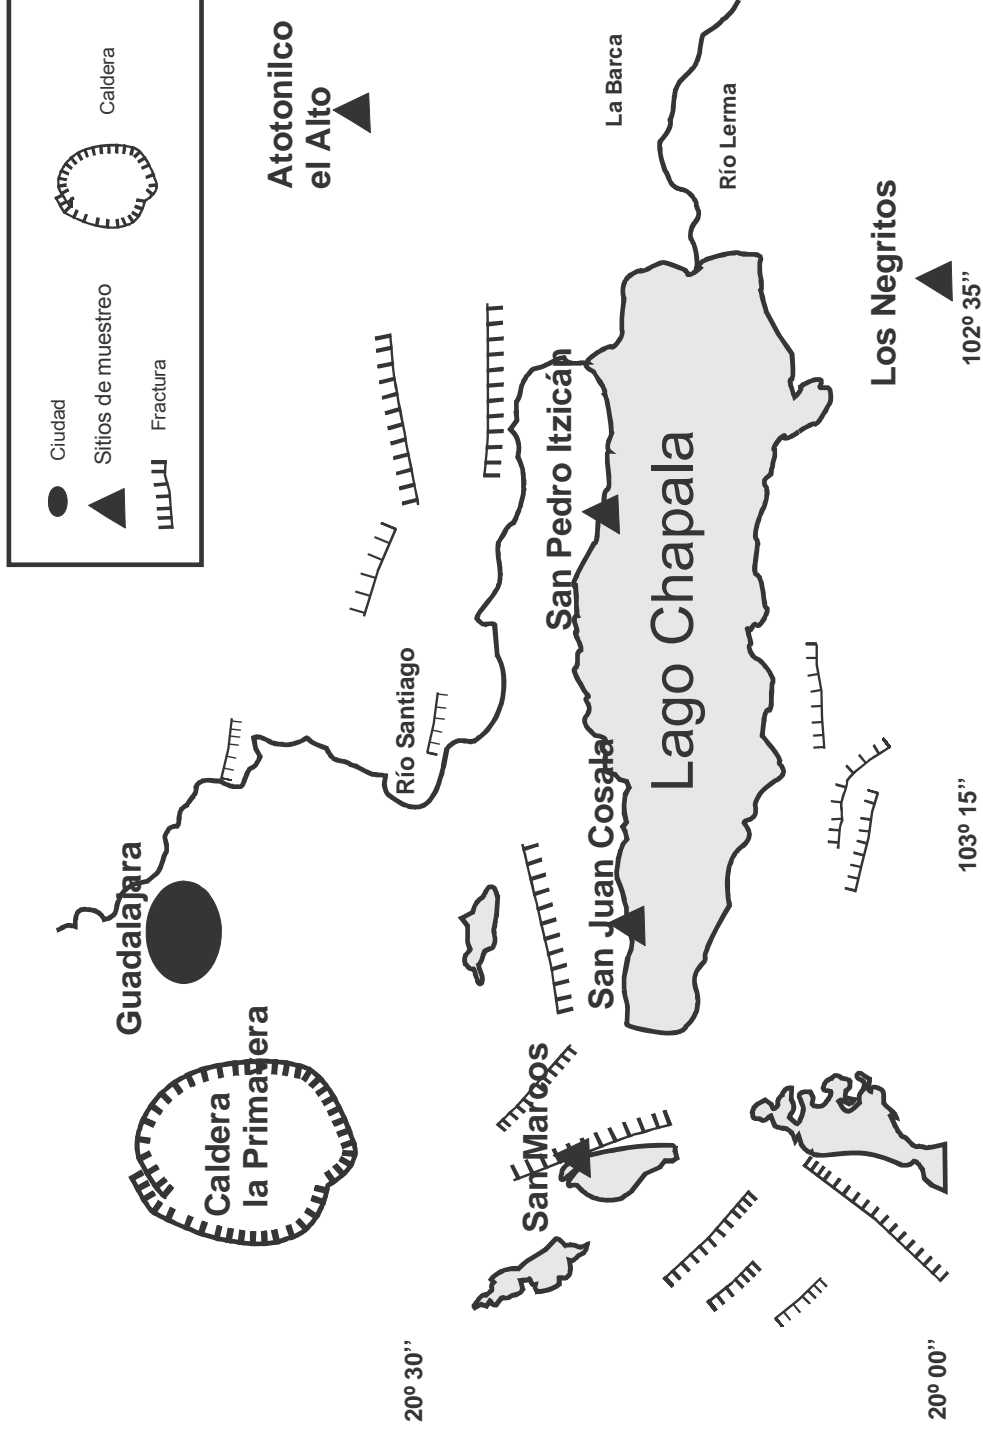 Guadalajara
Caldera
la Primavera
Atotonilco
el Alto
Ciudad
Sitios de muestreo
Fractura
Caldera
20º 30”
Río Santiago
San Marcos
San Juan Cosala
San Pedro Itzicán
La Barca
Río Lerma
Lago Chapala
Los Negritos
20º 00”
103º 15”
102º 35”